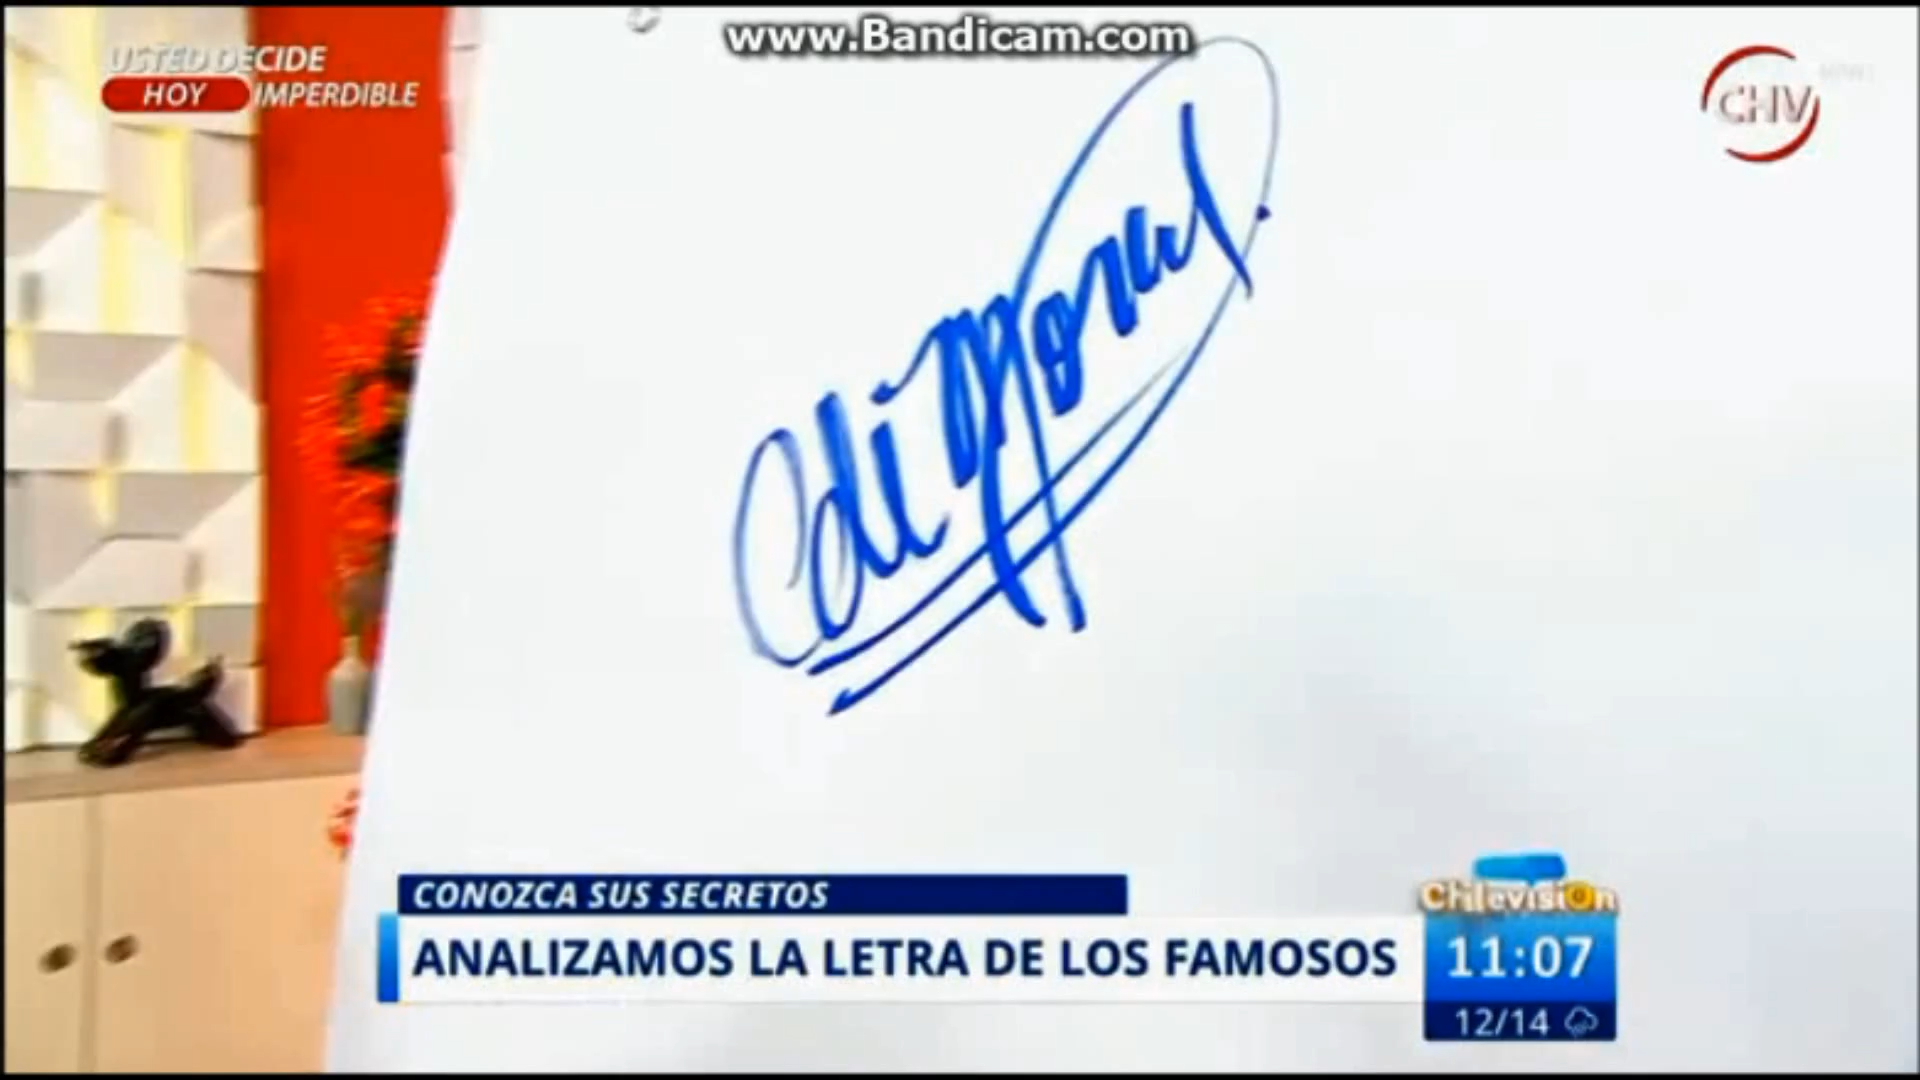 www.Bandicam.com
USTED DECIDE
HOY IMPERDIBLE
CHV
CONOZCA SUS SECRETOS
ANALIZAMOS LA LETRA DE LOS FAMOSOS
Chilevisión
11:07
12/14